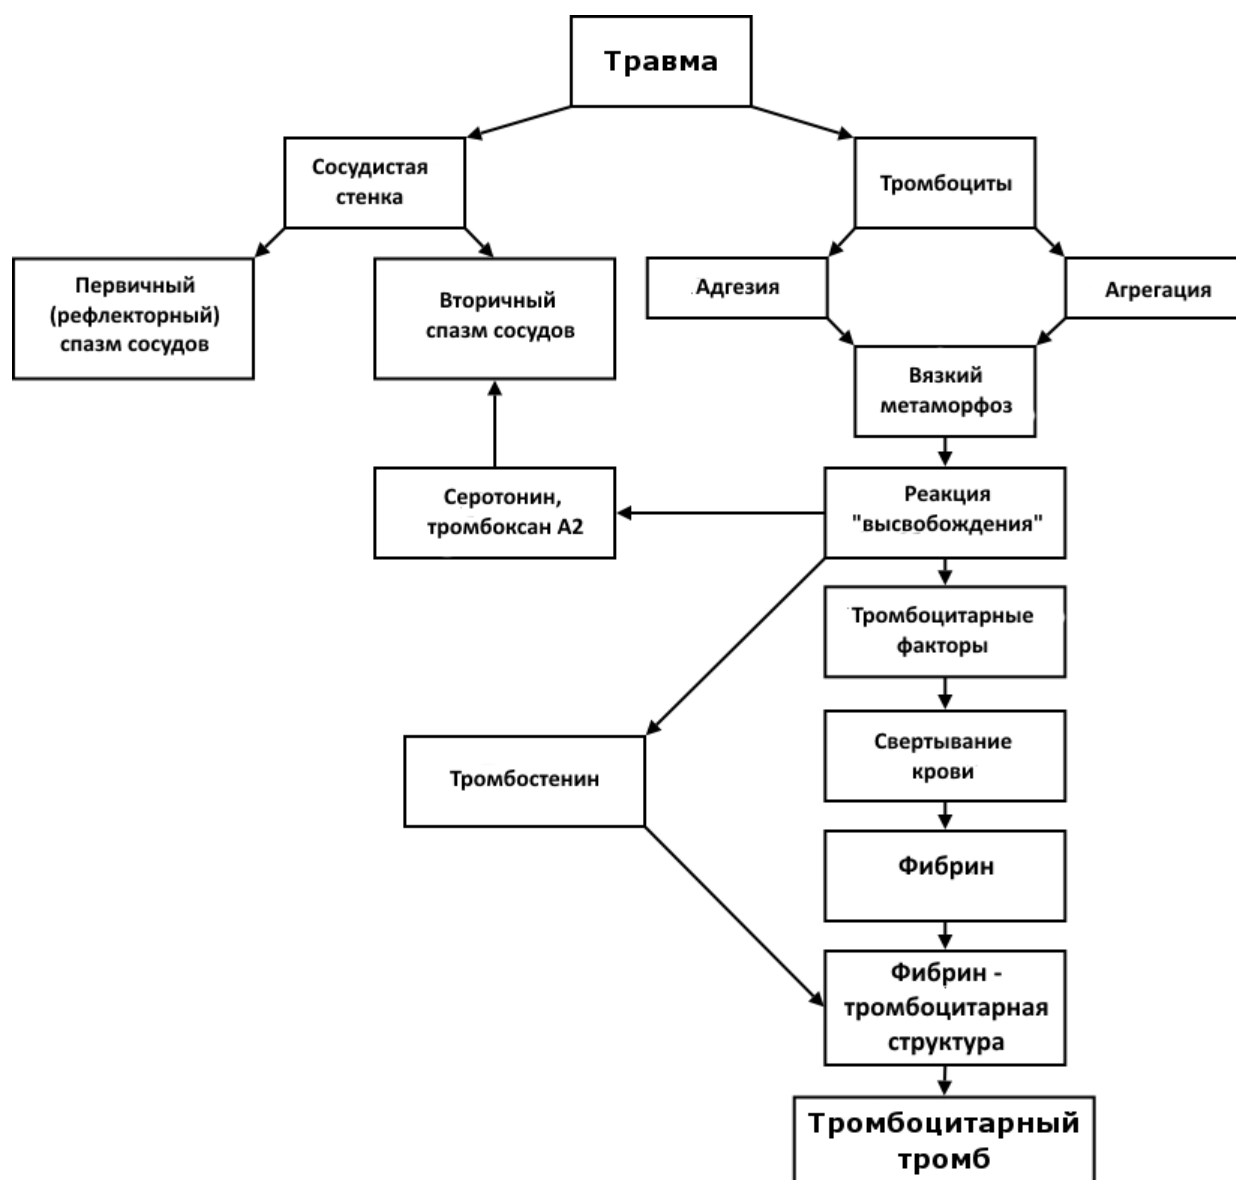 Травма
Сосудистая
стенка
Тромбоциты
Первичный
(рефлекторный)
спазм сосудов
Вторичный
спазм сосудов
Адгезия
Агрегация
Вязкий
метаморфоз
Серотонин,
тромбоксан А2
Реакция
"высвобождения"
Тромбоцитарные
факторы
Тромбостенин
Свертывание
крови
Фибрин
Фибрин -
тромбоцитарная
структура
Тромбоцитарный
тромб